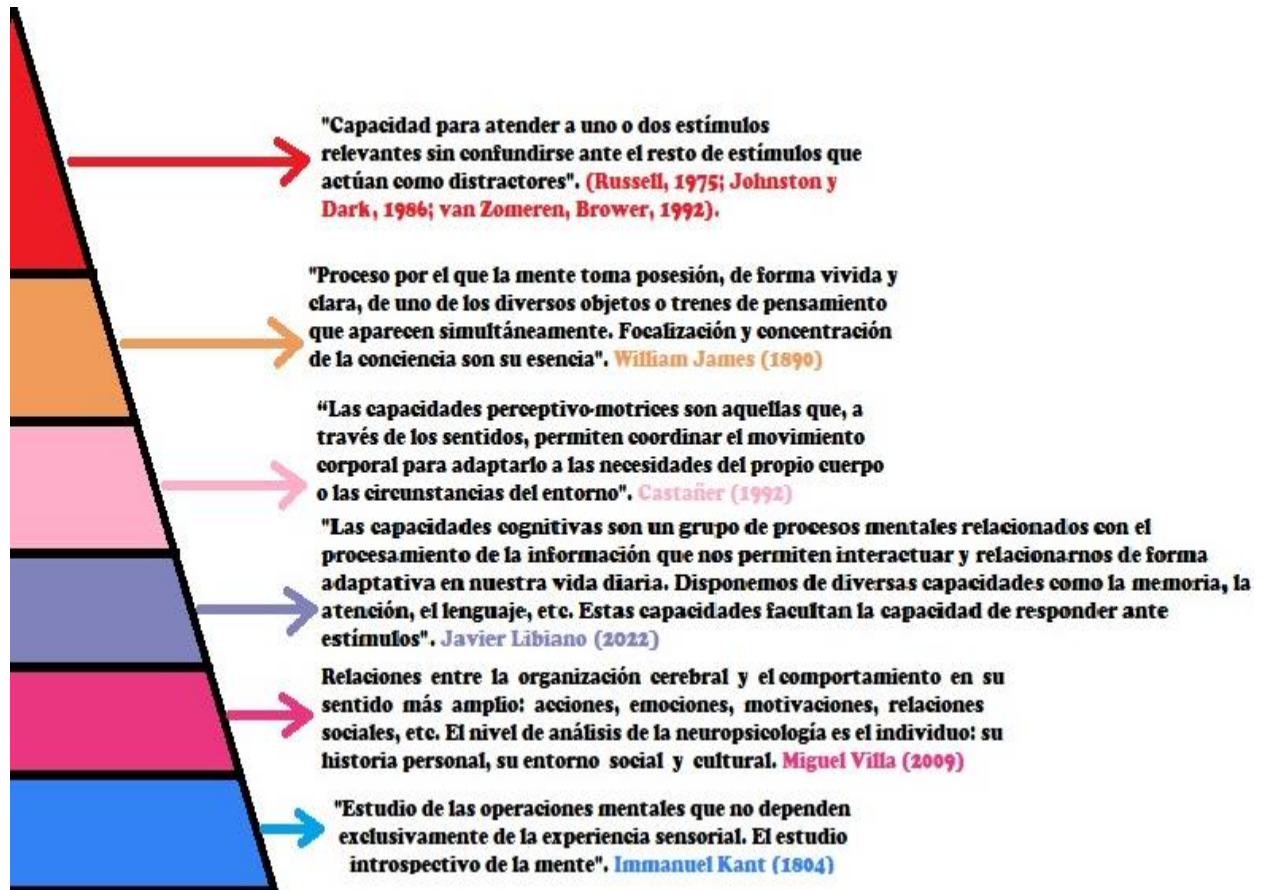 "Capacidad para atender a uno o dos estímulos
relevantes sin confundirse ante el resto de estímulos que
actúan como distractores". (Russell, 1975; Johnston y
Dark, 1986; van Zomeren, Brower, 1992).
"Proceso por el que la mente toma posesión, de forma vivida y
clara, de uno de los diversos objetos o trenes de pensamiento
que aparecen simultáneamente. Focalización y concentración
de la conciencia son su esencia". William James (1890)
“Las capacidades perceptivo-motrices son aquellas que, a
través de los sentidos, permiten coordinar el movimiento
corporal para adaptarlo a las necesidades del propio cuerpo
o las circunstancias del entorno". Castañer (1992)
"Las capacidades cognitivas son un grupo de procesos mentales relacionados con el
procesamiento de la información que nos permiten interactuar y relacionarnos de forma
adaptativa en nuestra vida diaria. Disponemos de diversas capacidades como la memoria, la
atención, el lenguaje, etc. Estas capacidades facultan la capacidad de responder ante
estímulos". Javier Libiano (2022)
Relaciones entre la organización cerebral y el comportamiento en su
sentido más amplio: acciones, emociones, motivaciones, relaciones
sociales, etc. El nivel de análisis de la neuropsicología es el individuo: su
historia personal, su entorno social y cultural. Miguel Villa (2009)
"Estudio de las operaciones mentales que no dependen
exclusivamente de la experiencia sensorial. El estudio
introspectivo de la mente". Immanuel Kant (1804)